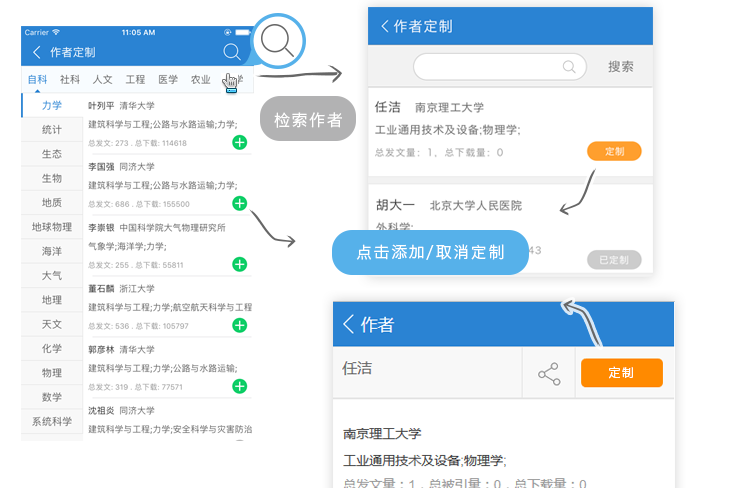 Carrier 11:05 AM
作者定制
自科 社科 人文 工程 医学 农业
力学
统计
生态
生物
地质
地球物理
海洋
大气
地理
天文
化学
物理
数学
系统科学
叶列平 清华大学
建筑科学与工程;公路与水路运输;力学;
总发文: 273 . 总下载: 114618
李国强 同济大学
建筑科学与工程;公路与水路运输;力学;
总发文: 686 . 总下载: 155500
李崇银 中国科学院大气物理研究所
气象学;海洋学;力学;
总发文: 255 . 总下载: 55811
董石麟 浙江大学
建筑科学与工程;力学;航空航天科学与工程
总发文: 536 . 总下载: 105797
郭彦林 清华大学
建筑科学与工程;力学;公路与水路运输;
总发文: 319 . 总下载: 77571
沈祖炎 同济大学
建筑科学与工程;力学;安全科学与灾害防治
检索作者
作者定制
搜索
任洁 南京理工大学
工业通用技术及设备;物理学;
总发文量: 1, 总下载量: 0
定制
胡大一 北京大学人民医院
外科学;
43
已定制
点击添加/取消定制
作者
任洁
定制
南京理工大学
工业通用技术及设备;物理学;
总发文量：1 . 总被引量：0 . 总下载量：0